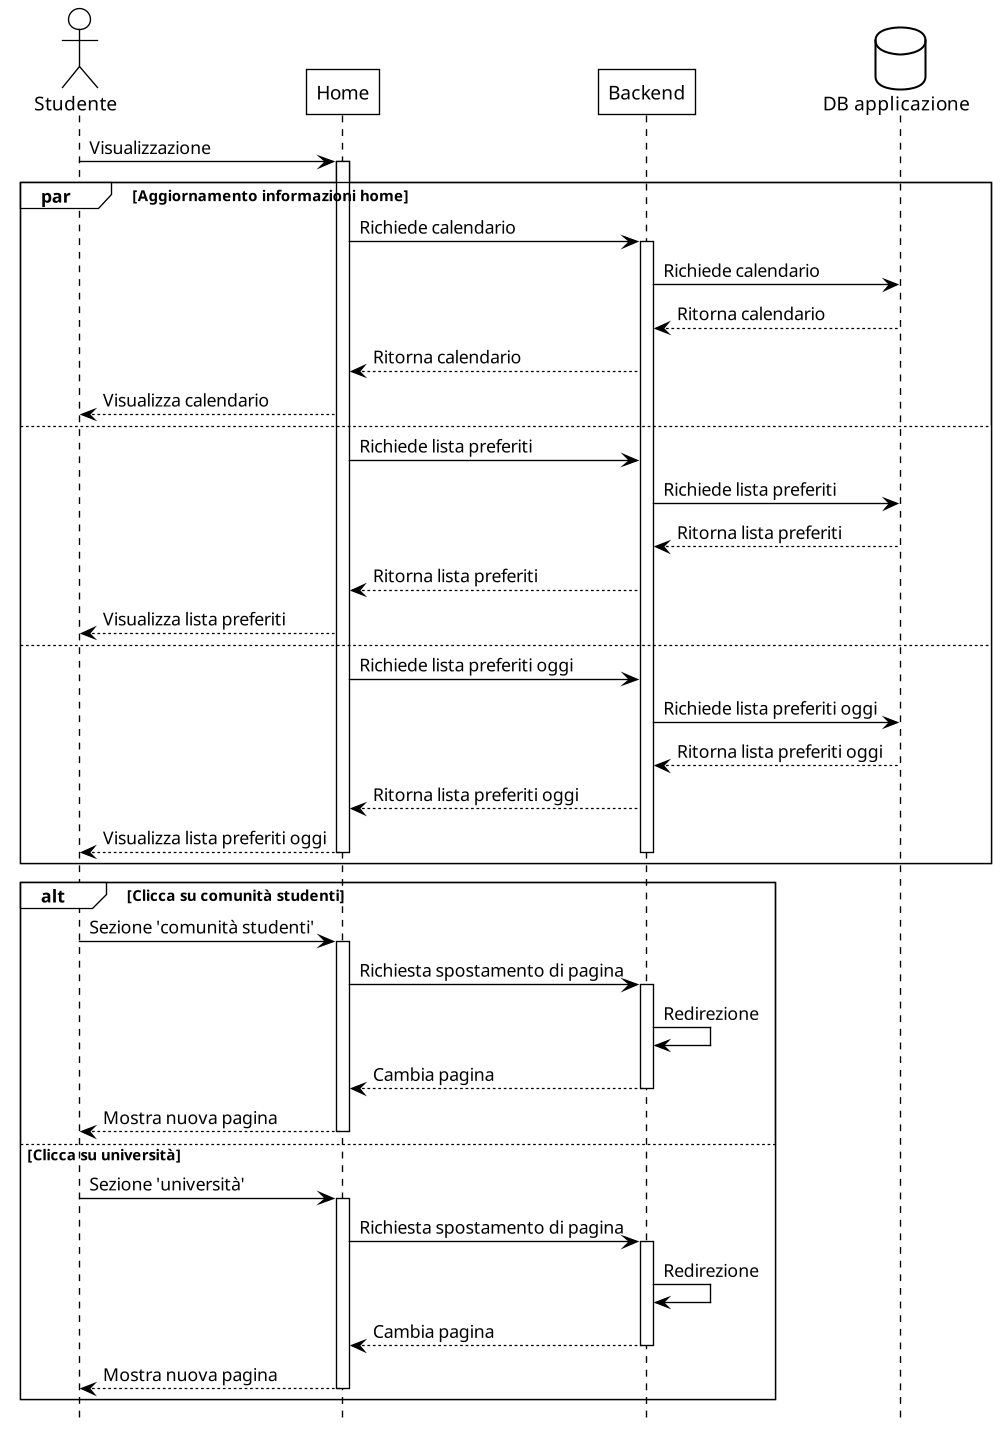 Studente
Home
Backend
DB applicazione
Visualizzazione
par
[Aggiornamento informazioni home]
Richiede calendario
Richiede calendario
Ritorna calendario
Ritorna calendario
Visualizza calendario
Richiede lista preferiti
Richiede lista preferiti
Ritorna lista preferiti
Ritorna lista preferiti
Visualizza lista preferiti
Richiede lista preferiti oggi
Richiede lista preferiti oggi
Ritorna lista preferiti oggi
Ritorna lista preferiti oggi
Visualizza lista preferiti oggi
alt
[Clicca su comunità studenti]
Sezione 'comunità studenti'
Richiesta spostamento di pagina
Redirezione
Cambia pagina
Mostra nuova pagina
[Clicca su università]
Sezione 'università'
Richiesta spostamento di pagina
Redirezione
Cambia pagina
Mostra nuova pagina